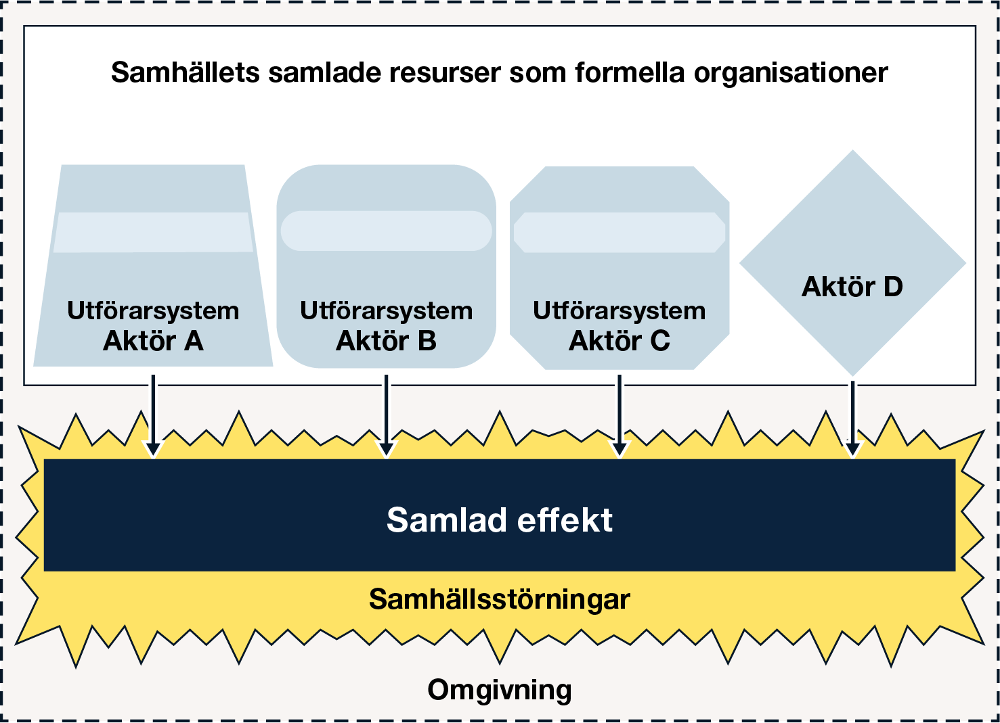 Samhällets samlade resurser som formella organisationer
Utförarsystem
Aktör A
Utförarsystem
Aktör B
Utförarsystem
Aktör C
Aktör D
Samlad effekt
Samhällsstörningar
Omgivning